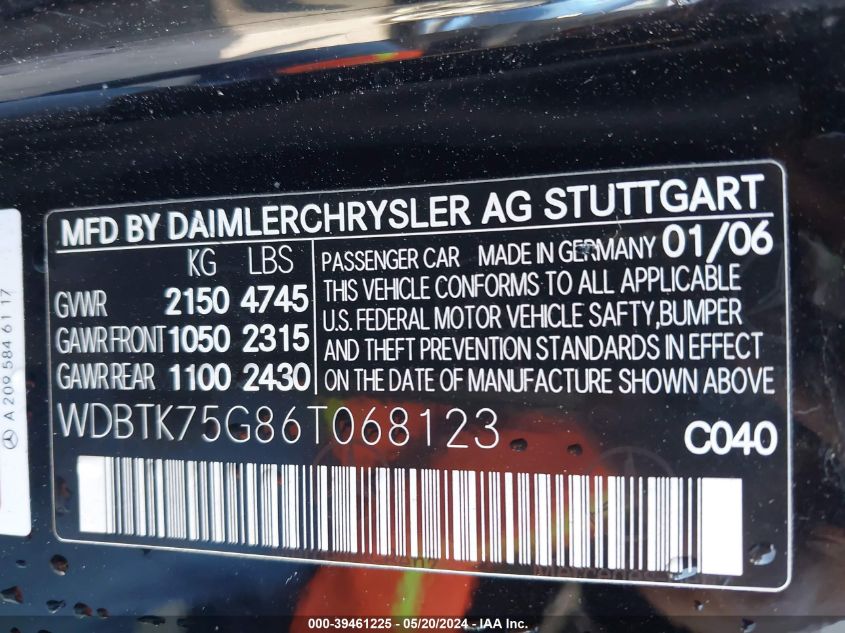 MFD BY DAIMLERCHRYSLER AG STUTTGART
KG LBS
GVWR 2150 4745
GAWR FRONT 1050 2315
GAWR REAR 1100 2430
PASSENGER CAR MADE IN GERMANY 01/06
THIS VEHICLE CONFORMS TO ALL APPLICABLE
U.S. FEDERAL MOTOR VEHICLE SAFTY,BUMPER
AND THEFT PREVENTION STANDARDS IN EFFECT
ON THE DATE OF MANUFACTURE SHOWN ABOVE
WDBTK75G86T068123
C040
A 209 584 61 17
000-39461225 - 05/20/2024 - IAA Inc.